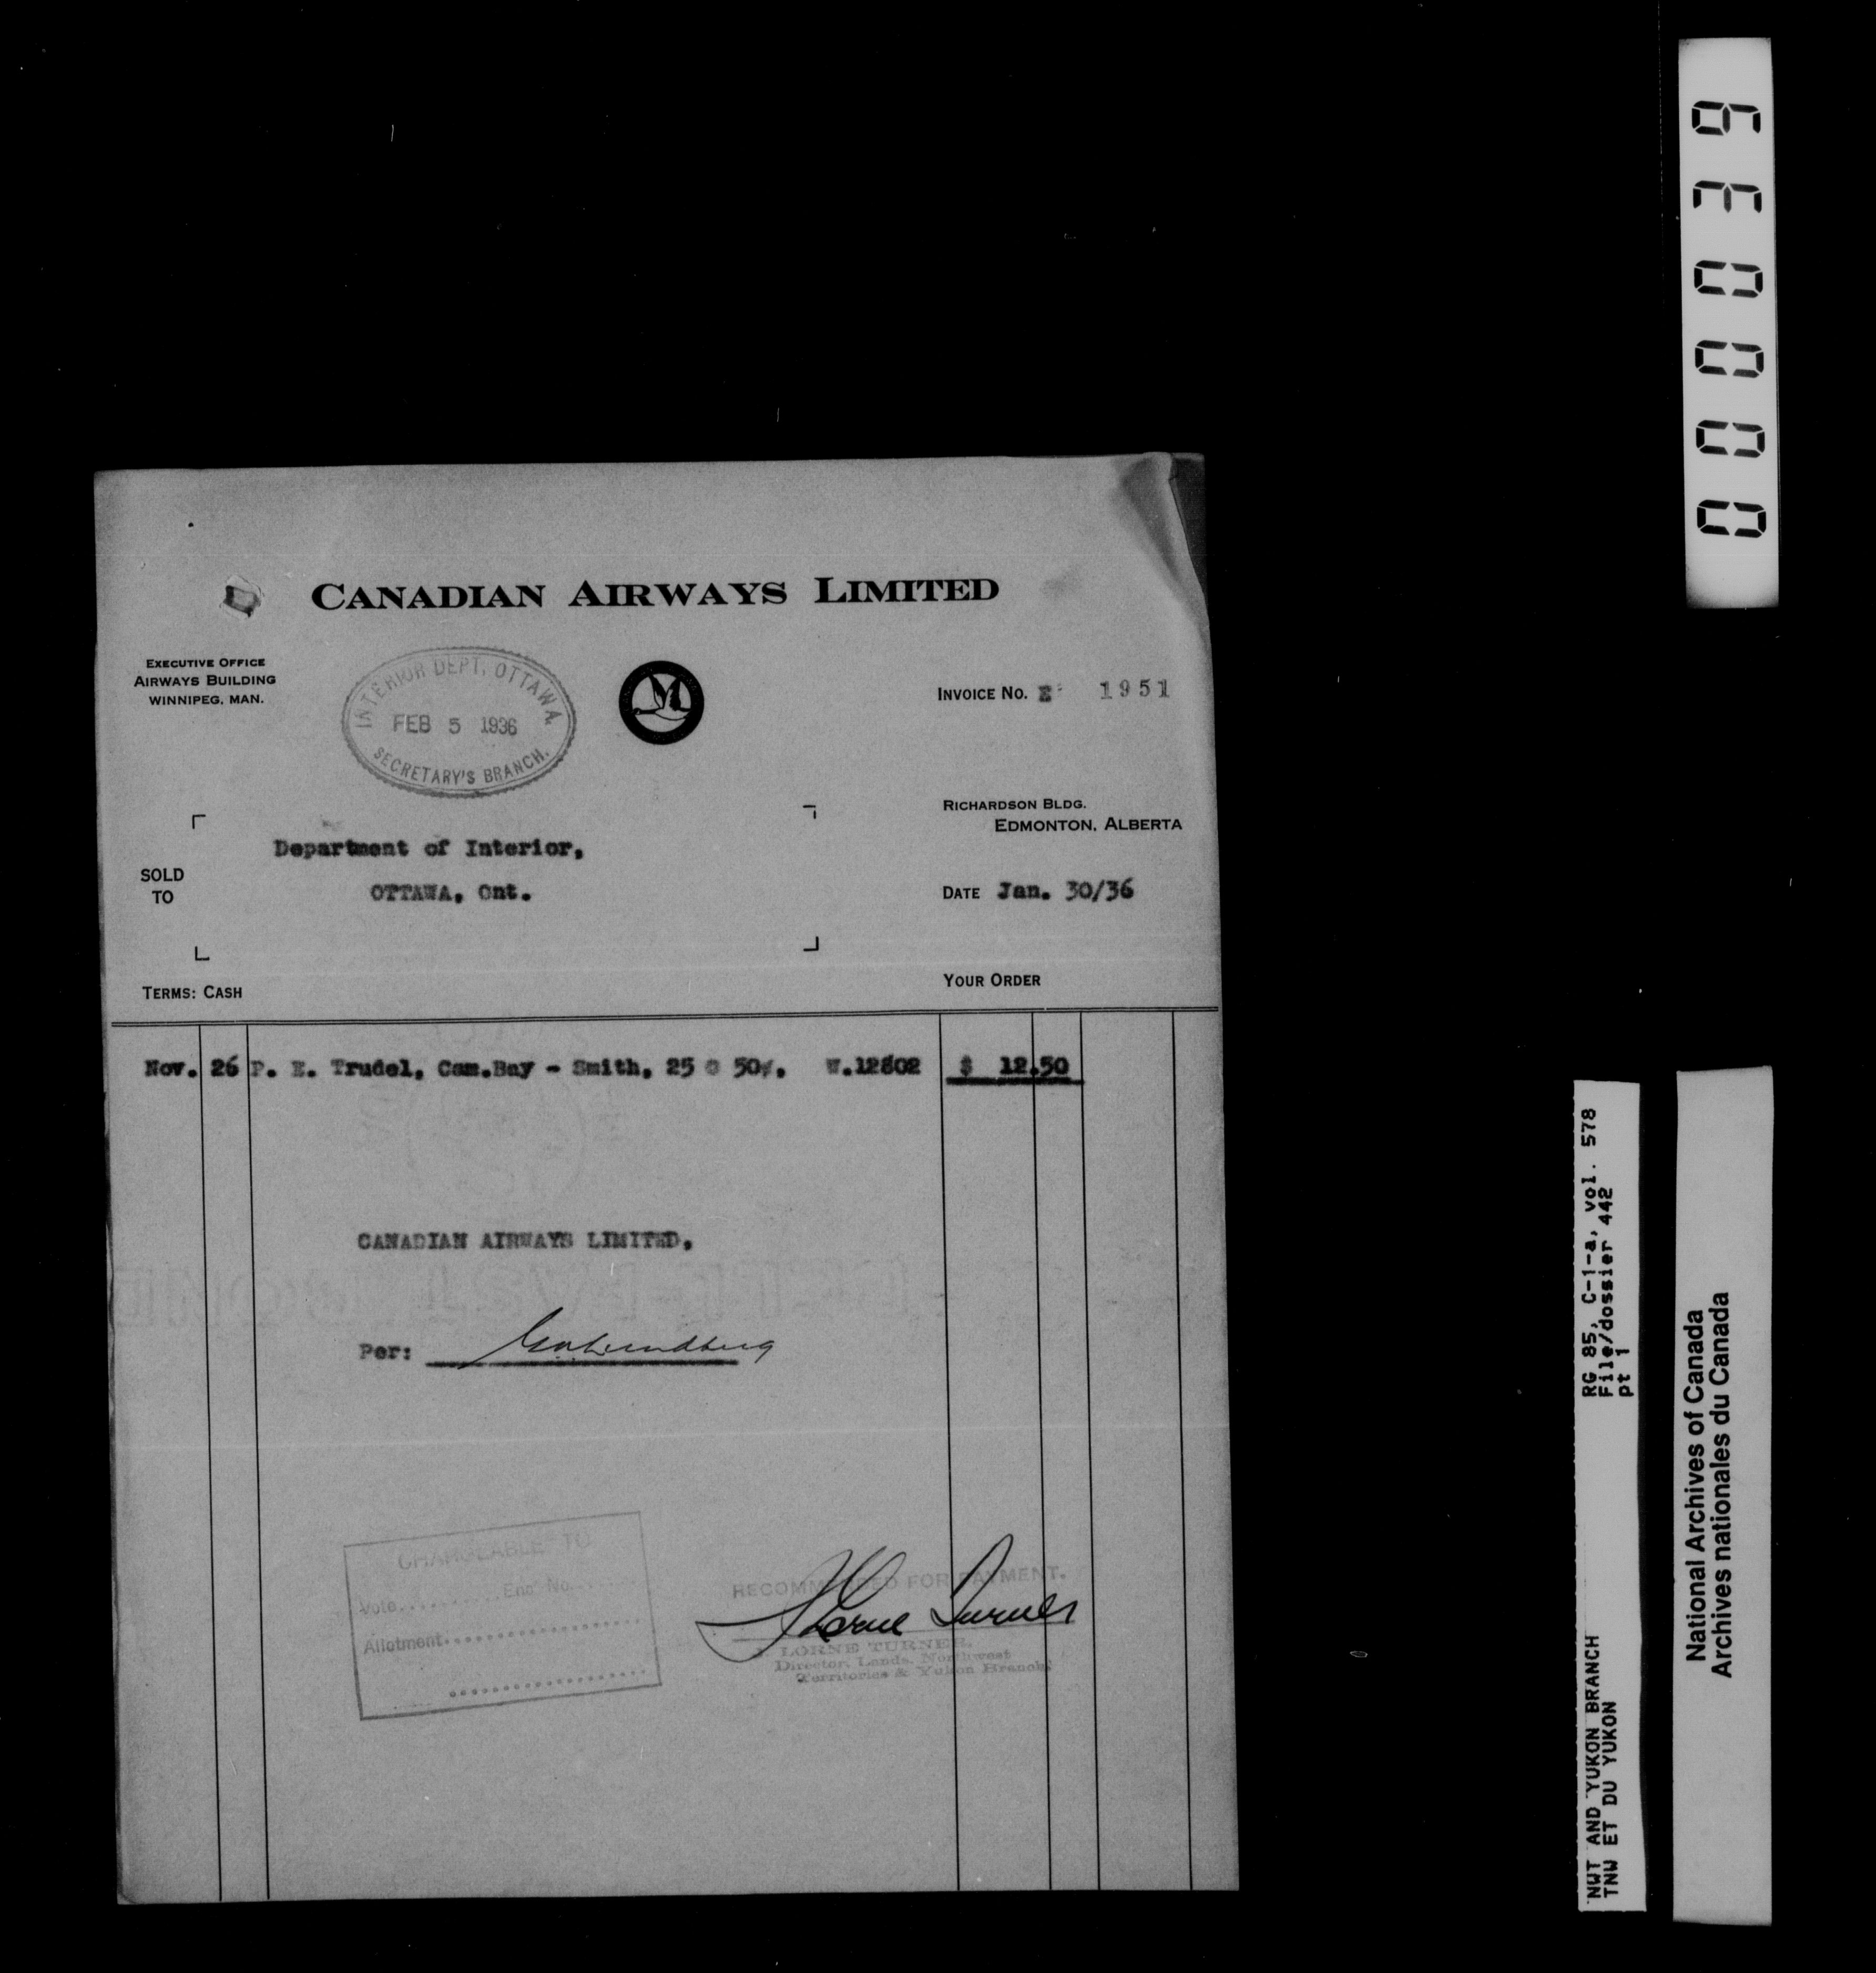 CANADIAN AIRWAYS LIMITED
EXECUTIVE OFFICE
AIRWAYS BUILDING
WINNIPEG, MAN.
INTERIOR DEPT, OTTAWA.
FEB 5 1936
SECRETARY'S BRANCH.
INVOICE No. E 1951
RICHARDSON BLDG.
EDMONTON, ALBERTA
SOLD
TO
Department of Interior,
OTTAWA, Ont.
DATE Jan. 30/36
TERMS: CASH
YOUR ORDER
Nov. 26 P. E. Trudel, Cam.Bay - Smith, 25 @ 50¢. W.12802 $ 12.50
CANADIAN AIRWAYS LIMITED,
Per:
CHARGEABLE TO
Vote..........Enc No.......
Allotment....................
RECOMMENDED FOR PAYMENT.
Lorne Turner
LORNE TURNER,
Director, Lands, Northwest
Territories & Yukon Branch.
000039
RG 85, C-1-a, vol. 578
File/dossier 442
pt 1
NWT AND YUKON BRANCH
TNW ET DU YUKON
National Archives of Canada
Archives nationales du Canada